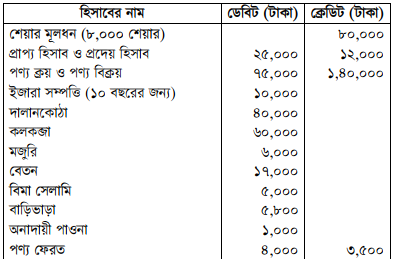 হিসাবের নাম ডেবিট (টাকা) ক্রেডিট (টাকা)
শেয়ার মূলধন (৮,০০০ শেয়ার) ৮০,০০০
প্রাপ্য হিসাব ও প্রদেয় হিসাব ২৫,০০০ ১২,০০০
পণ্য ক্রয় ও পণ্য বিক্রয় ৭৫,০০০ ১,৪০,০০০
ইজারা সম্পত্তি (১০ বছরের জন্য) ১০,০০০
দালানকোঠা ৪০,০০০
কলকব্জা ৬০,০০০
মজুরি ৬,০০০
বেতন ১৭,০০০
বিমা সেলামি ৫,০০০
বাড়িভাড়া ৫,৮০০
অনাদায়ী পাওনা ১,০০০
পণ্য ফেরত ৪,০০০ ৩,৫০০